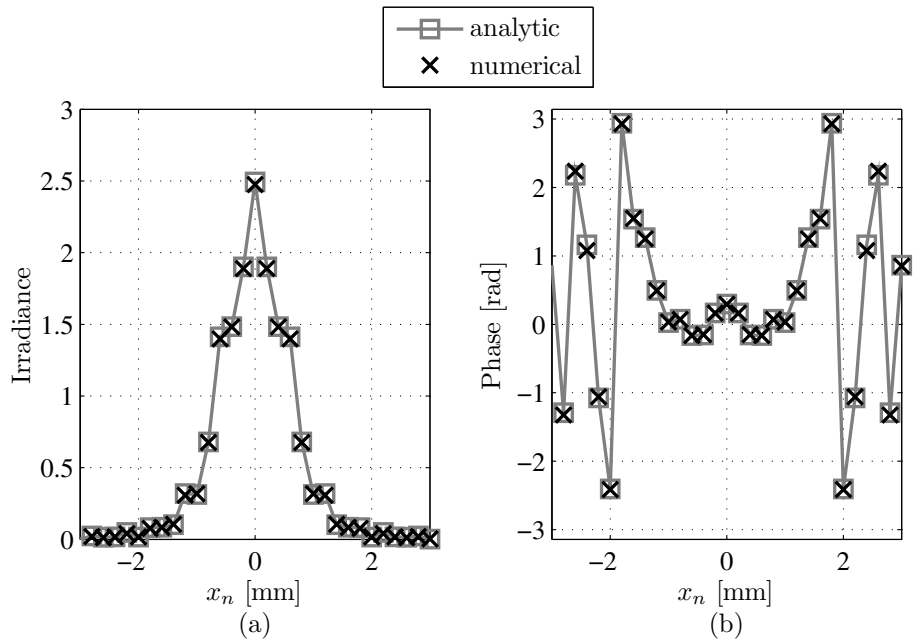 analytic
numerical
3
2.5
2
1.5
1
0.5
0
Irradiance
−2
0
2
x_n [mm]
(a)
3
2
1
0
−1
−2
−3
Phase [rad]
−2
0
2
x_n [mm]
(b)